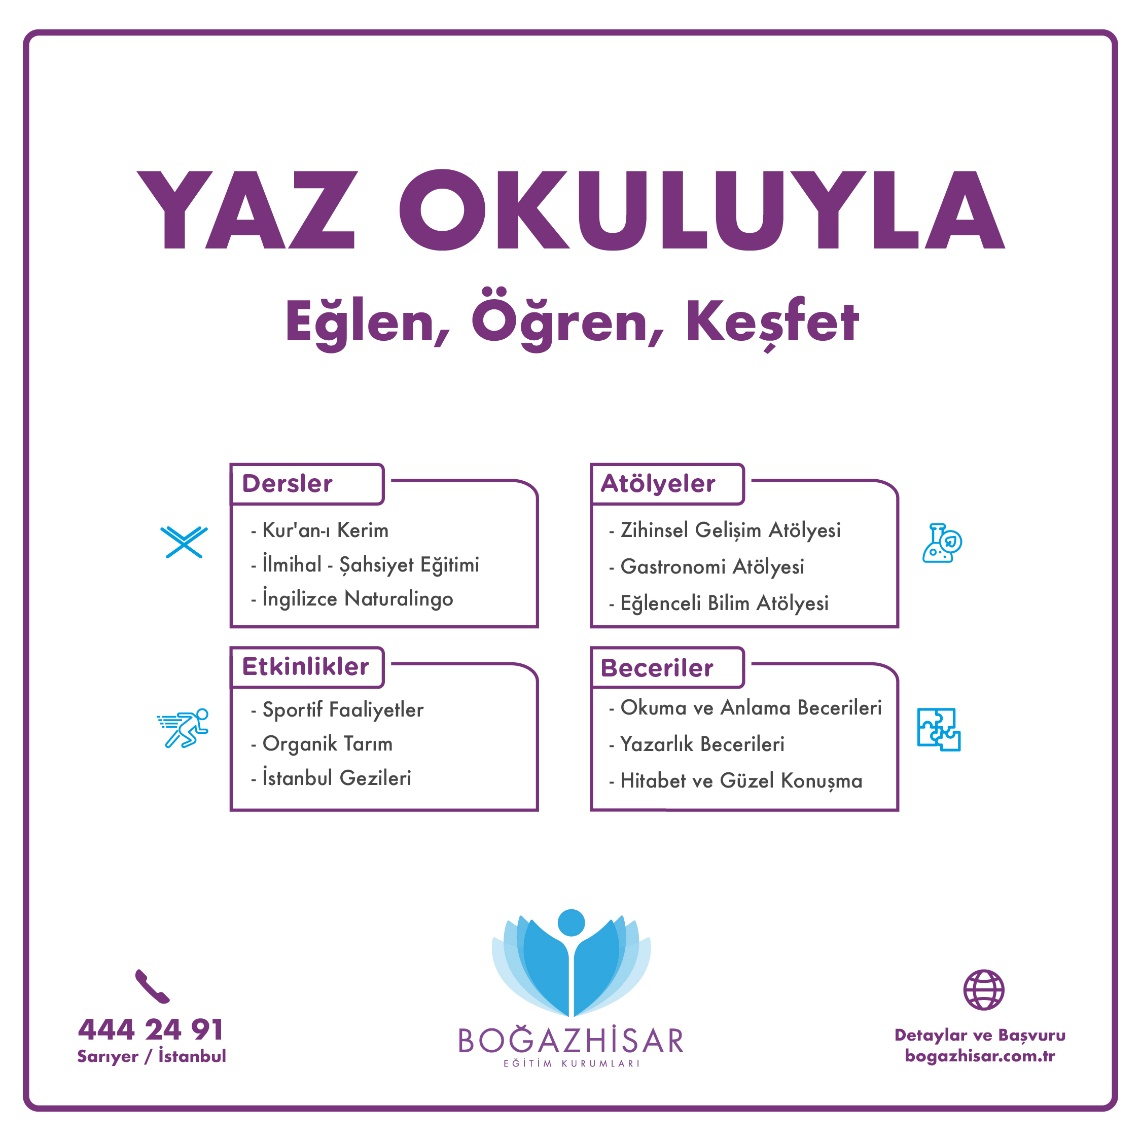 YAZ OKULUYLA
Eğlen, Öğren, Keşfet
Dersler
- Kur'an-ı Kerim
- İlmihal - Şahsiyet Eğitimi
- İngilizce Naturalingo
Atölyeler
- Zihinsel Gelişim Atölyesi
- Gastronomi Atölyesi
- Eğlenceli Bilim Atölyesi
Etkinlikler
- Sportif Faaliyetler
- Organik Tarım
- İstanbul Gezileri
Beceriler
- Okuma ve Anlama Becerileri
- Yazarlık Becerileri
- Hitabet ve Güzel Konuşma
444 24 91
Sarıyer / İstanbul
BOĞAZHİSAR
EĞİTİM KURUMLARI
Detaylar ve Başvuru
bogazhisar.com.tr